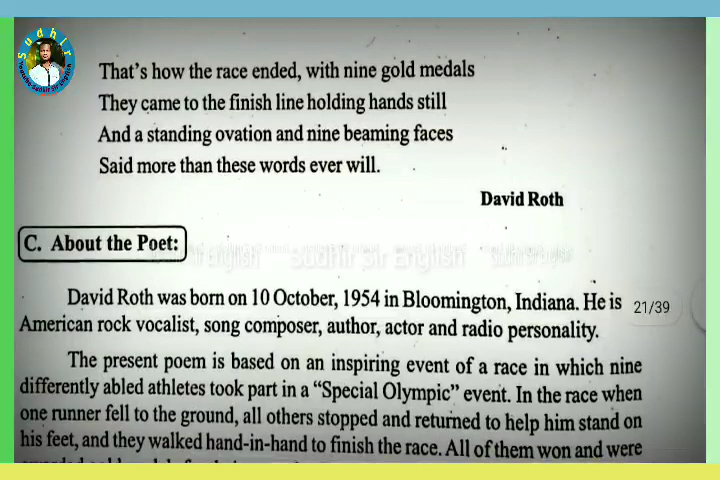 Sudhir
Youtube Sudhir Sir English
That's how the race ended, with nine gold medals
They came to the finish line holding hands still
And a standing ovation and nine beaming faces
Said more than these words ever will.
David Roth
C. About the Poet:
Sudhir Sir English
David Roth was born on 10 October, 1954 in Bloomington, Indiana. He is
21/39
American rock vocalist, song composer, author, actor and radio personality.
The present poem is based on an inspiring event of a race in which nine
differently abled athletes took part in a “Special Olympic” event. In the race when
one runner fell to the ground, all others stopped and returned to help him stand on
his feet, and they walked hand-in-hand to finish the race. All of them won and were